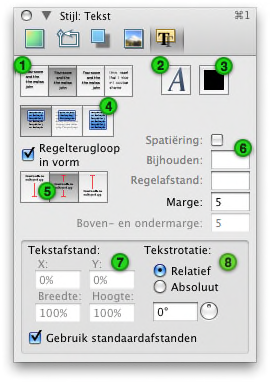 Stijl: Tekst ⌘1
1
2
3
A
4
Regelterugloop
in vorm
5
Spatiëring:
6
Bijhouden:
Regelafstand:
Marge: 5
Boven- en ondermarge: 5
Tekstafstand:
7
X: Y:
0% 0%
Breedte: Hoogte:
100% 100%
Tekstrotatie:
8
Relatief
Absoluut
0°
Gebruik standaardafstanden